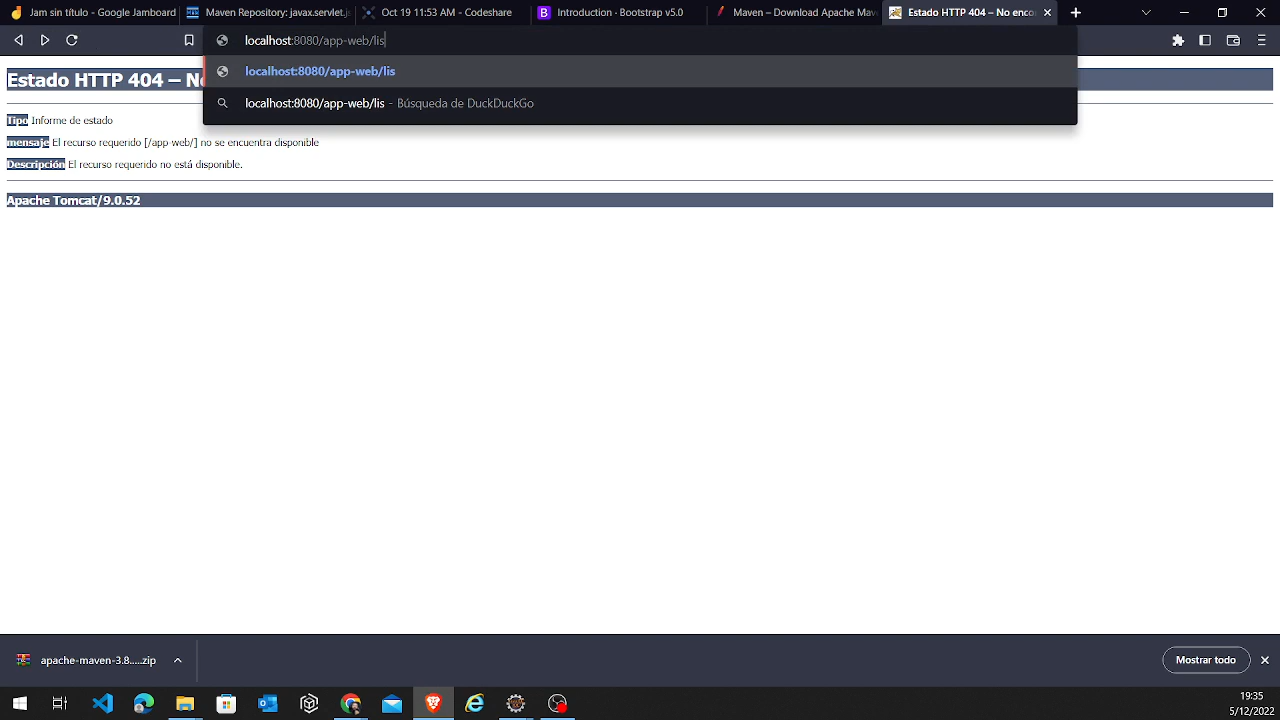 Jam sin título - Google Jamboard
Maven Repository: javax.servlet.j
Oct 19 11:53 AM - Codeshare
B Introduction · Bootstrap v5.0
Maven – Download Apache Mav
Estado HTTP 404 – No enco
localhost:8080/app-web/lis
localhost:8080/app-web/lis
localhost:8080/app-web/lis - Búsqueda de DuckDuckGo
Estado HTTP 404 – No
Tipo Informe de estado
mensaje El recurso requerido [/app-web/] no se encuentra disponible
Descripción El recurso requerido no está disponible.
Apache Tomcat/9.0.52
apache-maven-3.8....zip
Mostrar todo
19:35
5/12/2022